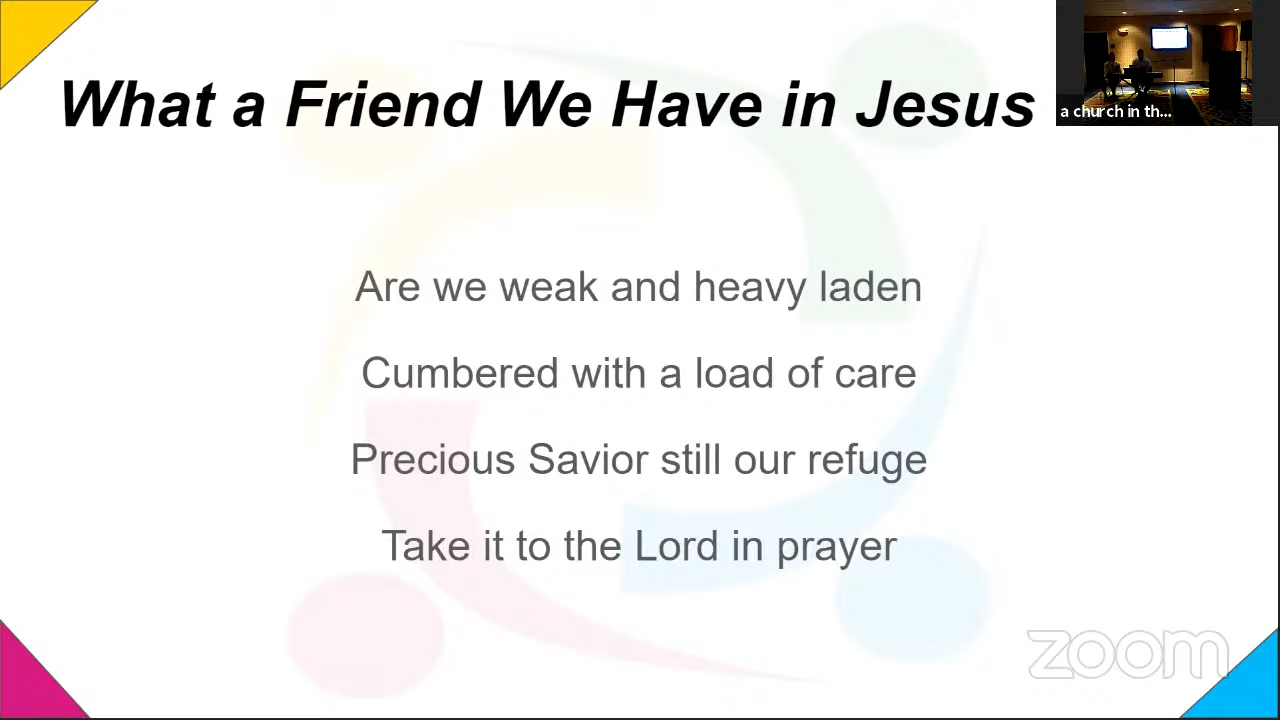 What a Friend We Have in Jesus
a church in th...
Are we weak and heavy laden
Cumbered with a load of care
Precious Savior still our refuge
Take it to the Lord in prayer
zoom